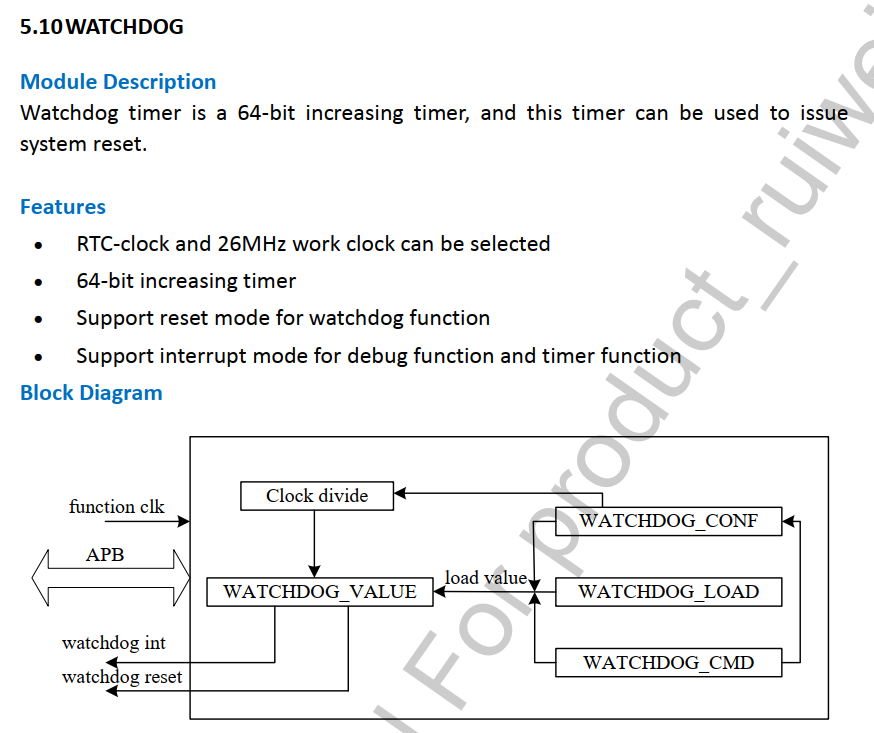 5.10 WATCHDOG
Module Description
Watchdog timer is a 64-bit increasing timer, and this timer can be used to issue
system reset.
Features
• RTC-clock and 26MHz work clock can be selected
• 64-bit increasing timer
• Support reset mode for watchdog function
• Support interrupt mode for debug function and timer function
Block Diagram
Clock divide
function clk
WATCHDOG_CONF
APB
load value
WATCHDOG_VALUE
WATCHDOG_LOAD
watchdog int
WATCHDOG_CMD
watchdog reset
For product_ruiwe